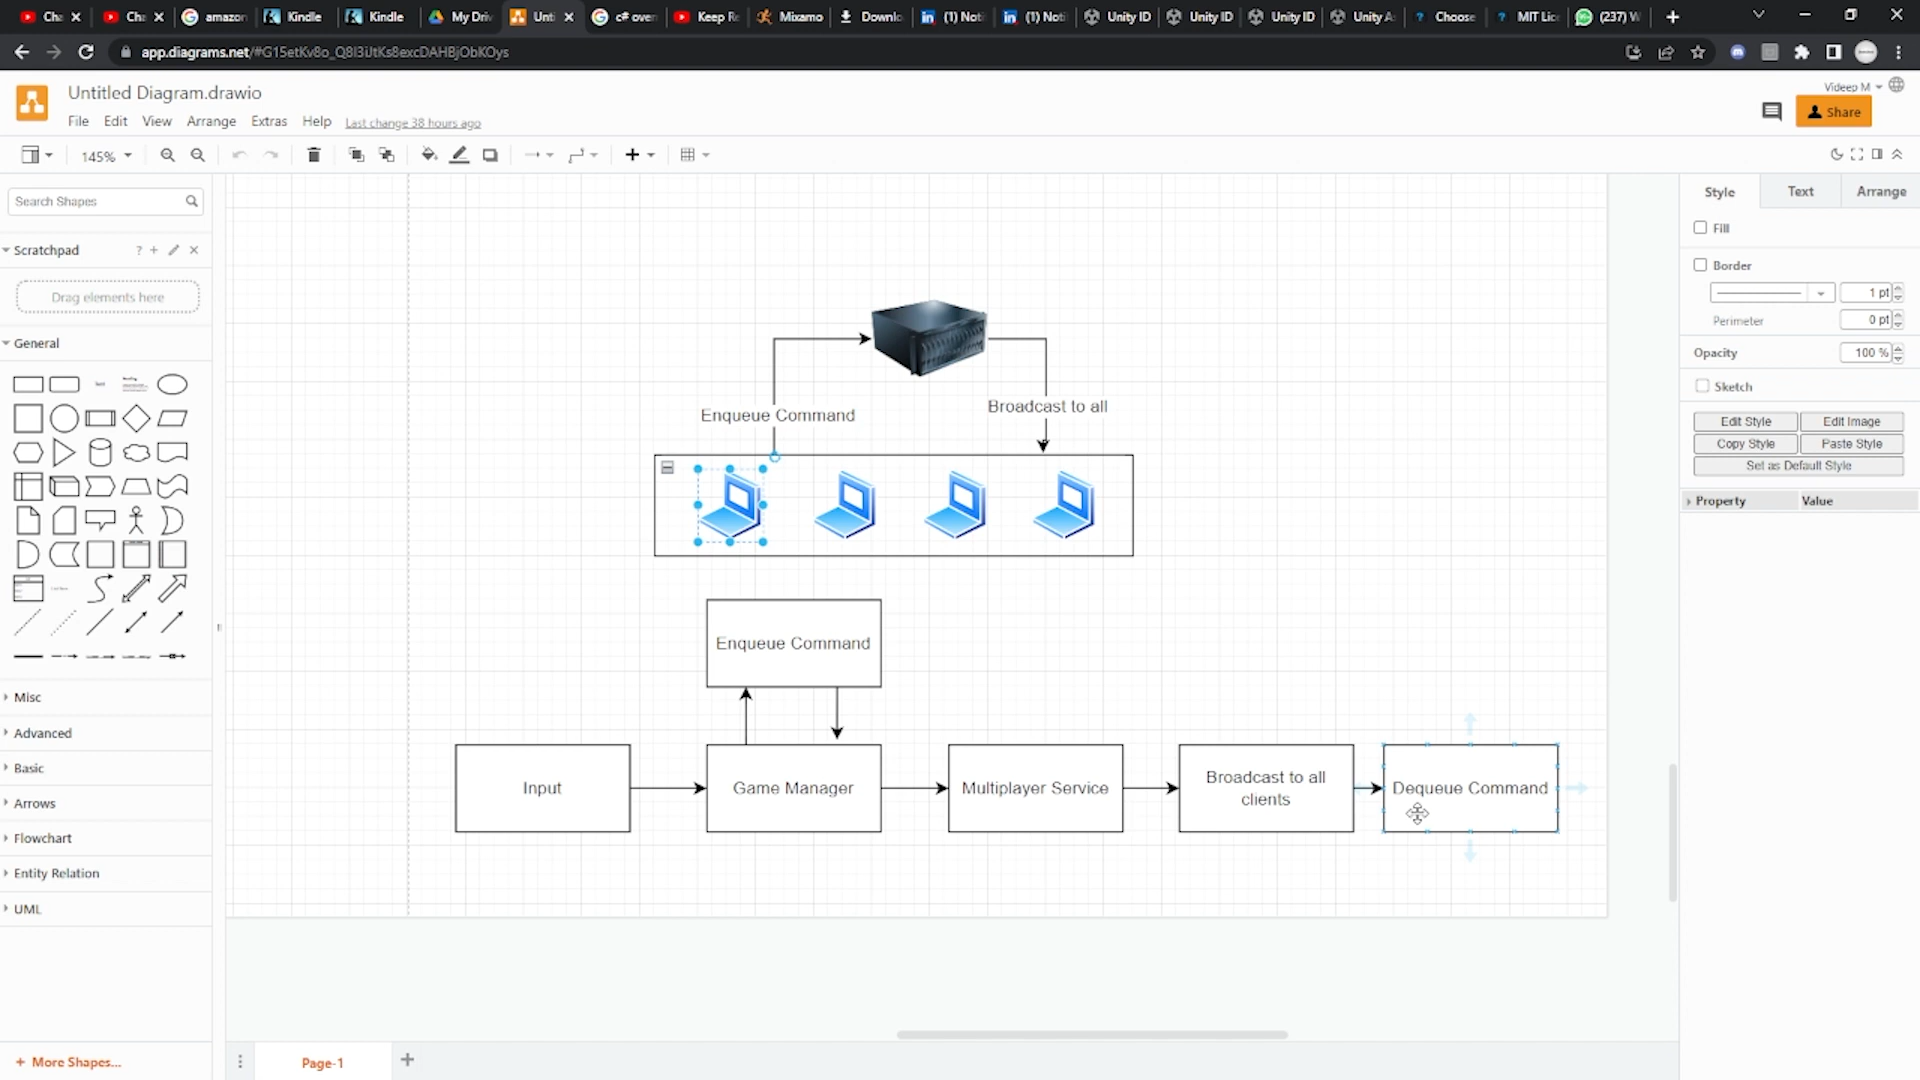 Cha
Cha
amazon
Kindle
Kindle
My Driv
Unti
c# over
Keep Re
Mixamo
Downlo
(1) Noti
(1) Noti
Unity ID
Unity ID
Unity ID
Unity A
Choose
MIT Lice
(237) W
app.diagrams.net/#G15etKv8o_Q8I3iJtKs8excDAHBjObKOys
Untitled Diagram.drawio
Videep M
File Edit View Arrange Extras Help Last change 38 hours ago
Share
145%
Search Shapes
Style Text Arrange
Scratchpad
Drag elements here
General
Text
Heading
Misc
Advanced
Basic
Arrows
Flowchart
Entity Relation
UML
+ More Shapes...
Enqueue Command
Broadcast to all
Enqueue Command
Input
Game Manager
Multiplayer Service
Broadcast to all
clients
Dequeue Command
Fill
Border
1 pt
Perimeter
0 pt
Opacity
100 %
Sketch
Edit Style
Edit Image
Copy Style
Paste Style
Set as Default Style
Property
Value
Page-1